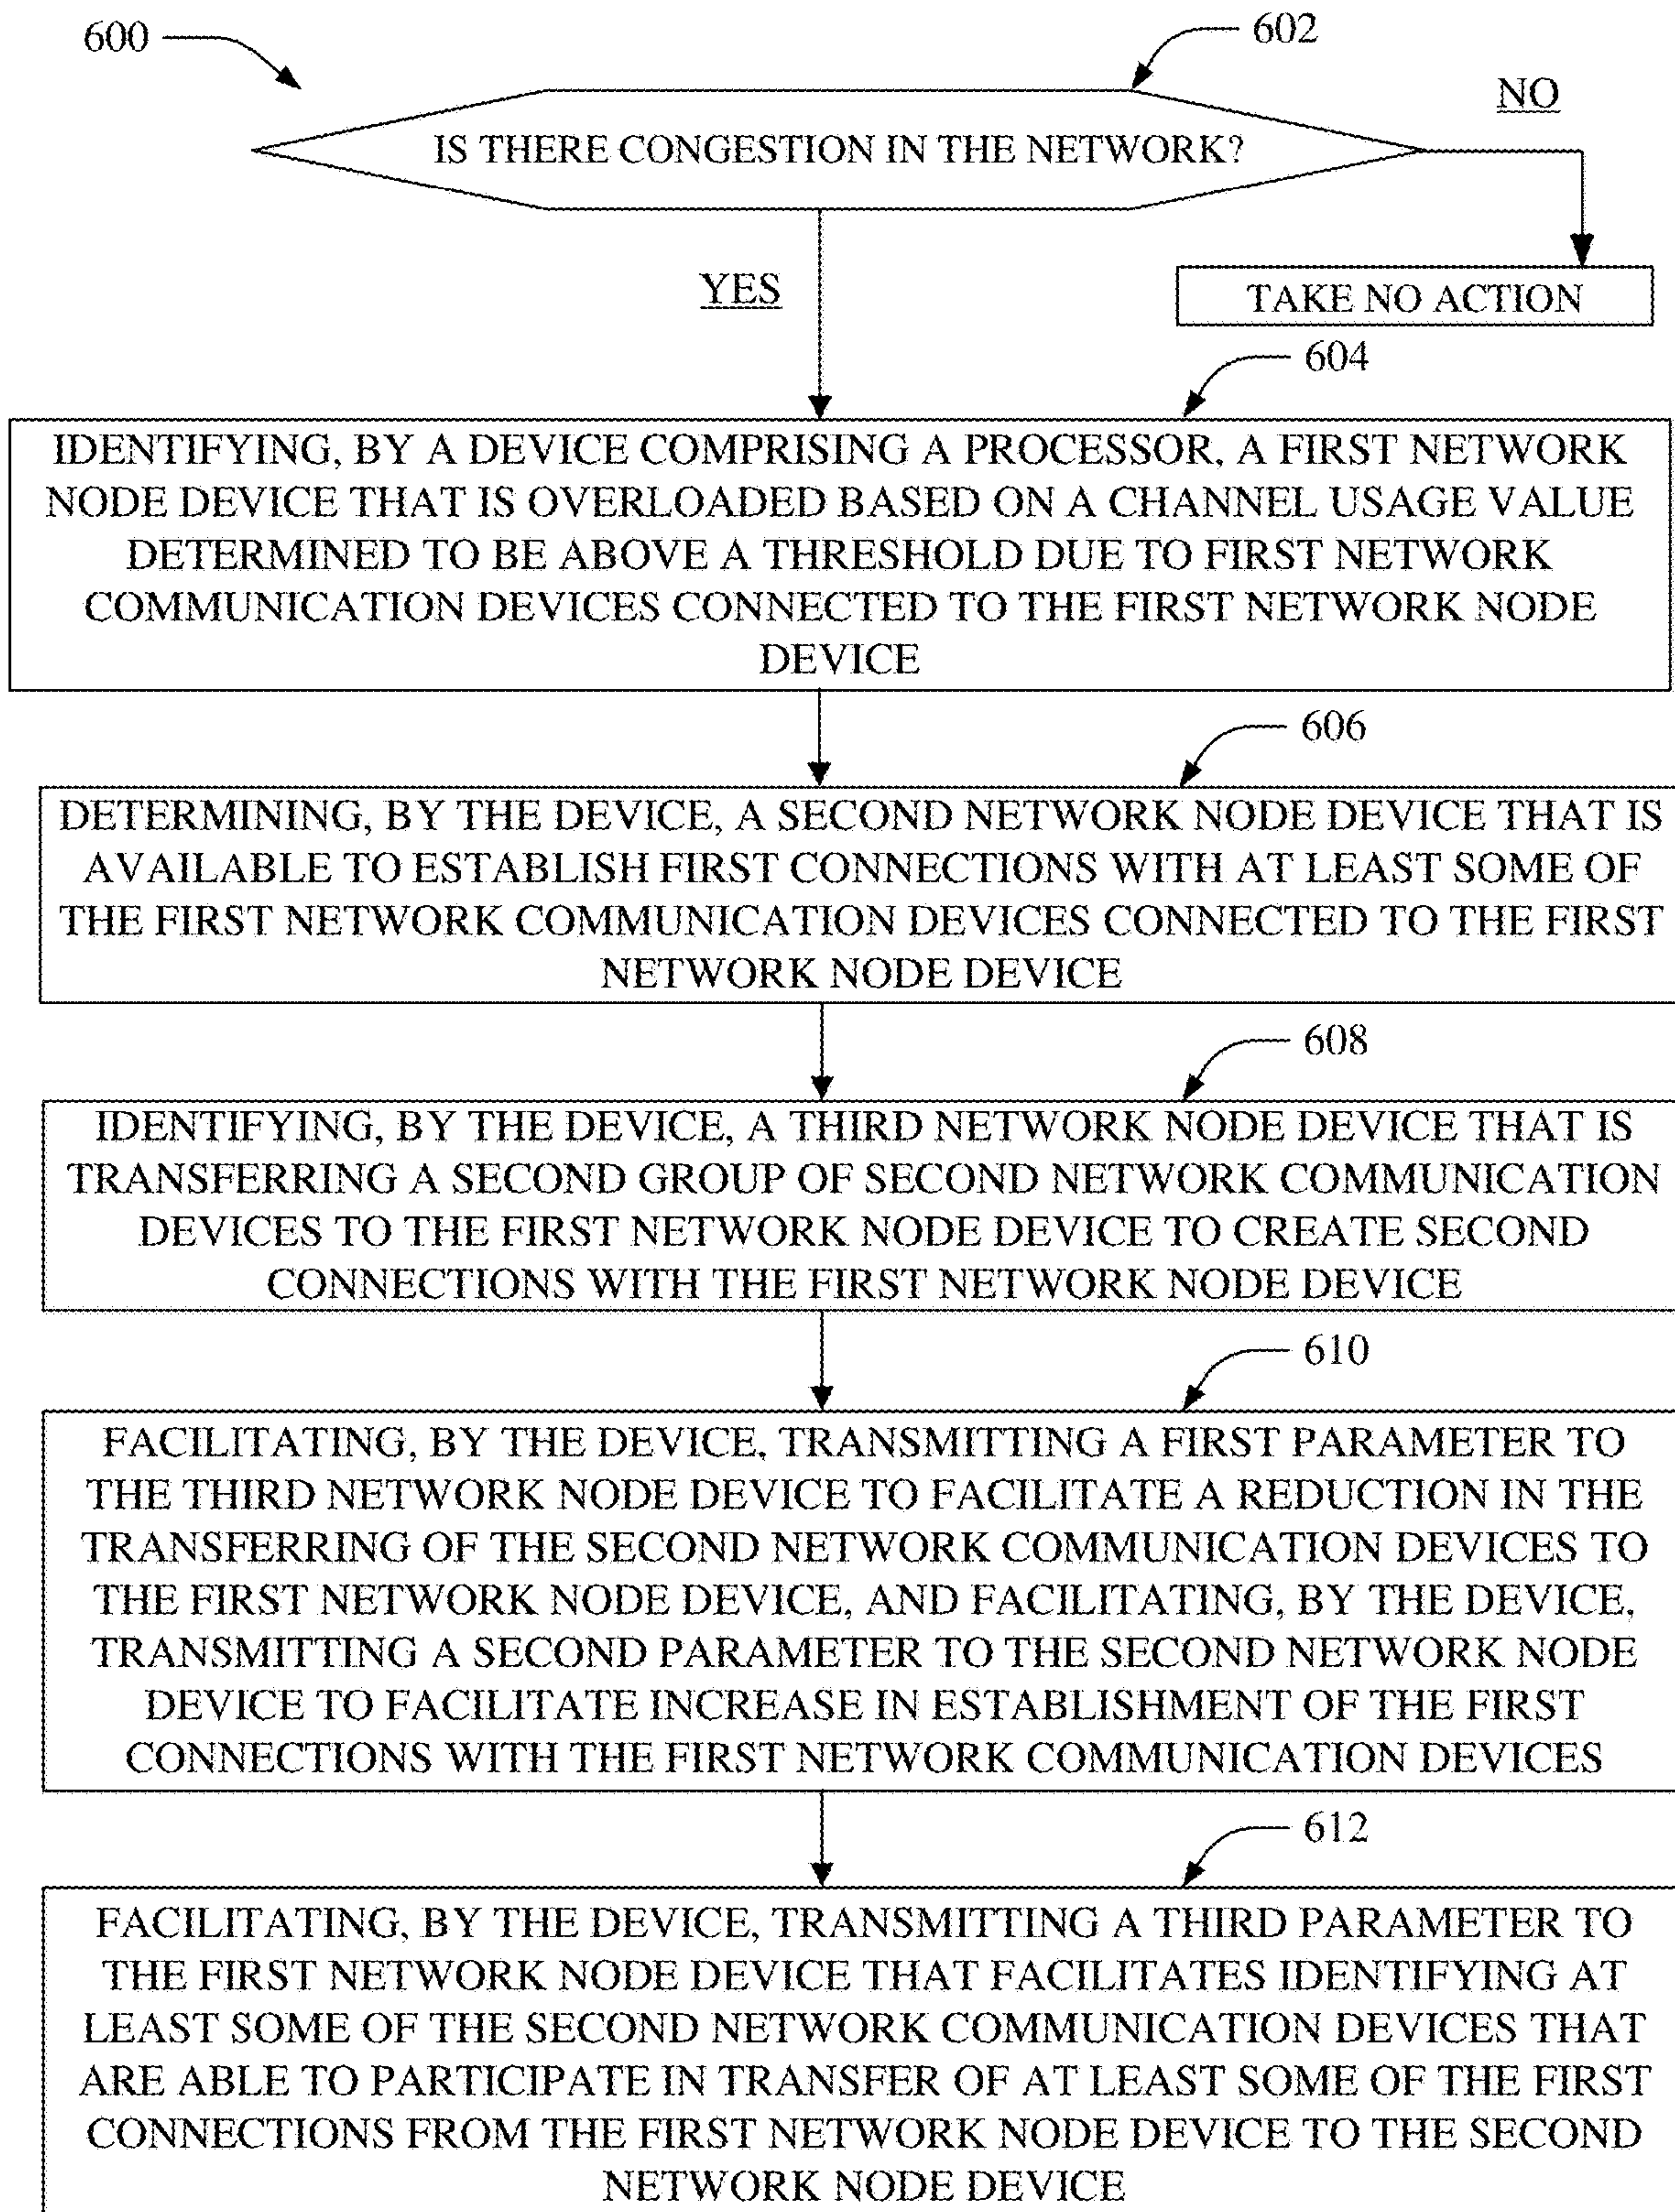 600
602
NO
IS THERE CONGESTION IN THE NETWORK?
YES
TAKE NO ACTION
604
IDENTIFYING, BY A DEVICE COMPRISING A PROCESSOR, A FIRST NETWORK
NODE DEVICE THAT IS OVERLOADED BASED ON A CHANNEL USAGE VALUE
DETERMINED TO BE ABOVE A THRESHOLD DUE TO FIRST NETWORK
COMMUNICATION DEVICES CONNECTED TO THE FIRST NETWORK NODE
DEVICE
606
DETERMINING, BY THE DEVICE, A SECOND NETWORK NODE DEVICE THAT IS
AVAILABLE TO ESTABLISH FIRST CONNECTIONS WITH AT LEAST SOME OF
THE FIRST NETWORK COMMUNICATION DEVICES CONNECTED TO THE FIRST
NETWORK NODE DEVICE
608
IDENTIFYING, BY THE DEVICE, A THIRD NETWORK NODE DEVICE THAT IS
TRANSFERRING A SECOND GROUP OF SECOND NETWORK COMMUNICATION
DEVICES TO THE FIRST NETWORK NODE DEVICE TO CREATE SECOND
CONNECTIONS WITH THE FIRST NETWORK NODE DEVICE
610
FACILITATING, BY THE DEVICE, TRANSMITTING A FIRST PARAMETER TO
THE THIRD NETWORK NODE DEVICE TO FACILITATE A REDUCTION IN THE
TRANSFERRING OF THE SECOND NETWORK COMMUNICATION DEVICES TO
THE FIRST NETWORK NODE DEVICE, AND FACILITATING, BY THE DEVICE,
TRANSMITTING A SECOND PARAMETER TO THE SECOND NETWORK NODE
DEVICE TO FACILITATE INCREASE IN ESTABLISHMENT OF THE FIRST
CONNECTIONS WITH THE FIRST NETWORK COMMUNICATION DEVICES
612
FACILITATING, BY THE DEVICE, TRANSMITTING A THIRD PARAMETER TO
THE FIRST NETWORK NODE DEVICE THAT FACILITATES IDENTIFYING AT
LEAST SOME OF THE SECOND NETWORK COMMUNICATION DEVICES THAT
ARE ABLE TO PARTICIPATE IN TRANSFER OF AT LEAST SOME OF THE FIRST
CONNECTIONS FROM THE FIRST NETWORK NODE DEVICE TO THE SECOND
NETWORK NODE DEVICE